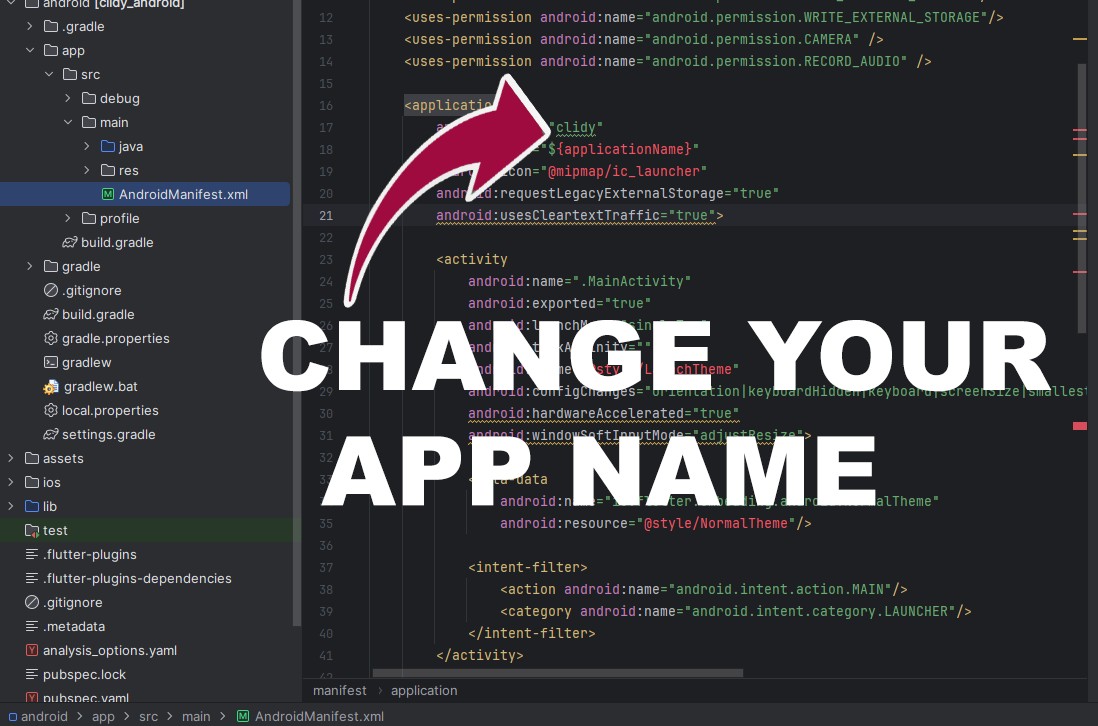 android [clidy_android]
.gradle
app
src
debug
main
java
res
AndroidManifest.xml
profile
build.gradle
gradle
.gitignore
build.gradle
gradle.properties
gradlew
gradlew.bat
local.properties
settings.gradle
assets
ios
lib
test
.flutter-plugins
.flutter-plugins-dependencies
.gitignore
.metadata
analysis_options.yaml
pubspec.lock
pubspec.yaml
12 <uses-permission android:name="android.permission.WRITE_EXTERNAL_STORAGE"/>
13 <uses-permission android:name="android.permission.CAMERA" />
14 <uses-permission android:name="android.permission.RECORD_AUDIO" />
15
16 <application
17 "clidy"
18 "${applicationName}"
19 "@mipmap/ic_launcher"
20 android:requestLegacyExternalStorage="true"
21 android:usesCleartextTraffic="true">
22
23 <activity
24 android:name=".MainActivity"
25 android:exported="true"
CHANGE YOUR
29 android:configChanges="orientation|keyboardHidden|keyboard|screenSize|smallest
30 android:hardwareAccelerated="true"
31 android:windowSoftInputMode="adjustResize">
32
APP NAME
35 android:resource="@style/NormalTheme"/>
36
37 <intent-filter>
38 <action android:name="android.intent.action.MAIN"/>
39 <category android:name="android.intent.category.LAUNCHER"/>
40 </intent-filter>
41 </activity>
42
manifest > application
android > app > src > main > AndroidManifest.xml